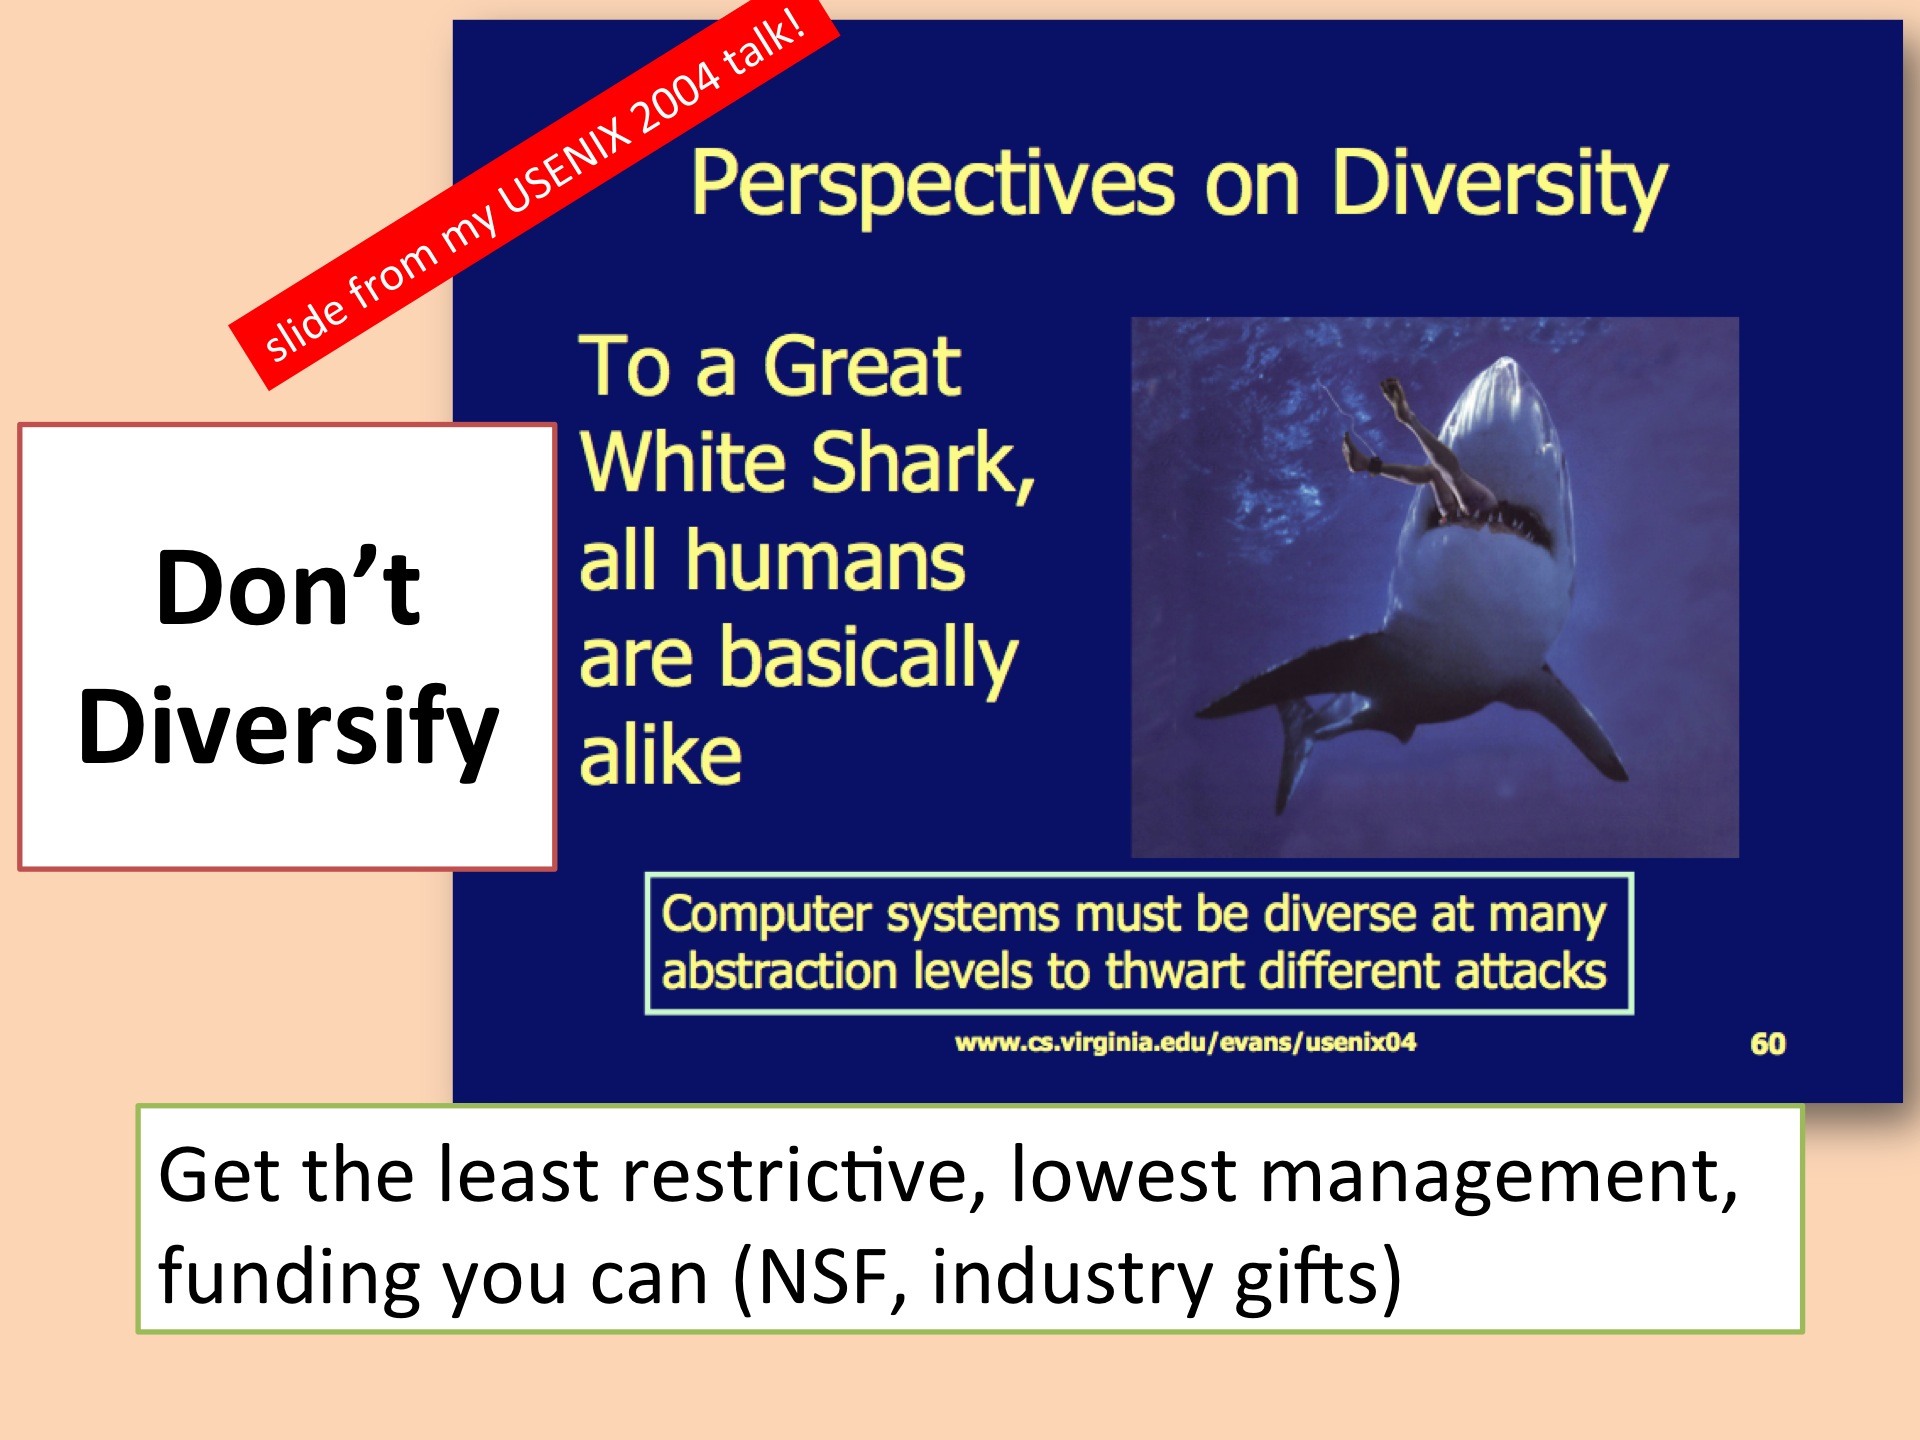 slide from my USENIX 2004 talk!
Perspectives on Diversity
To a Great
White Shark,
all humans
are basically
alike
Don’t
Diversify
Computer systems must be diverse at many
abstraction levels to thwart different attacks
www.cs.virginia.edu/evans/usenix04
60
Get the least restrictive, lowest management,
funding you can (NSF, industry gifts)